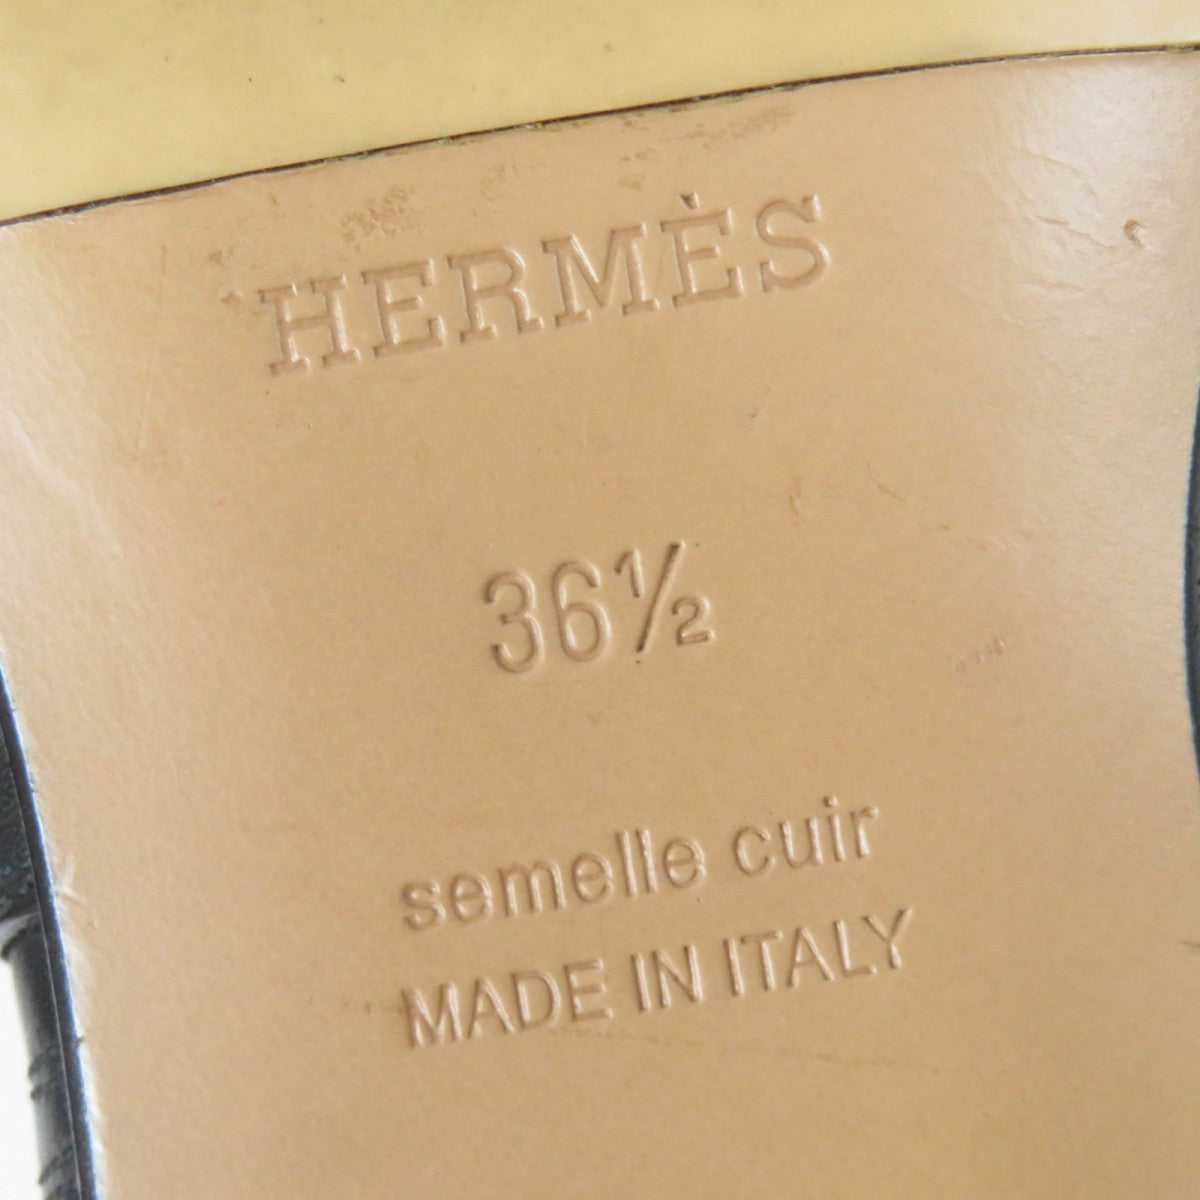 HERMÈS
36½
semelle cuir
MADE IN ITALY